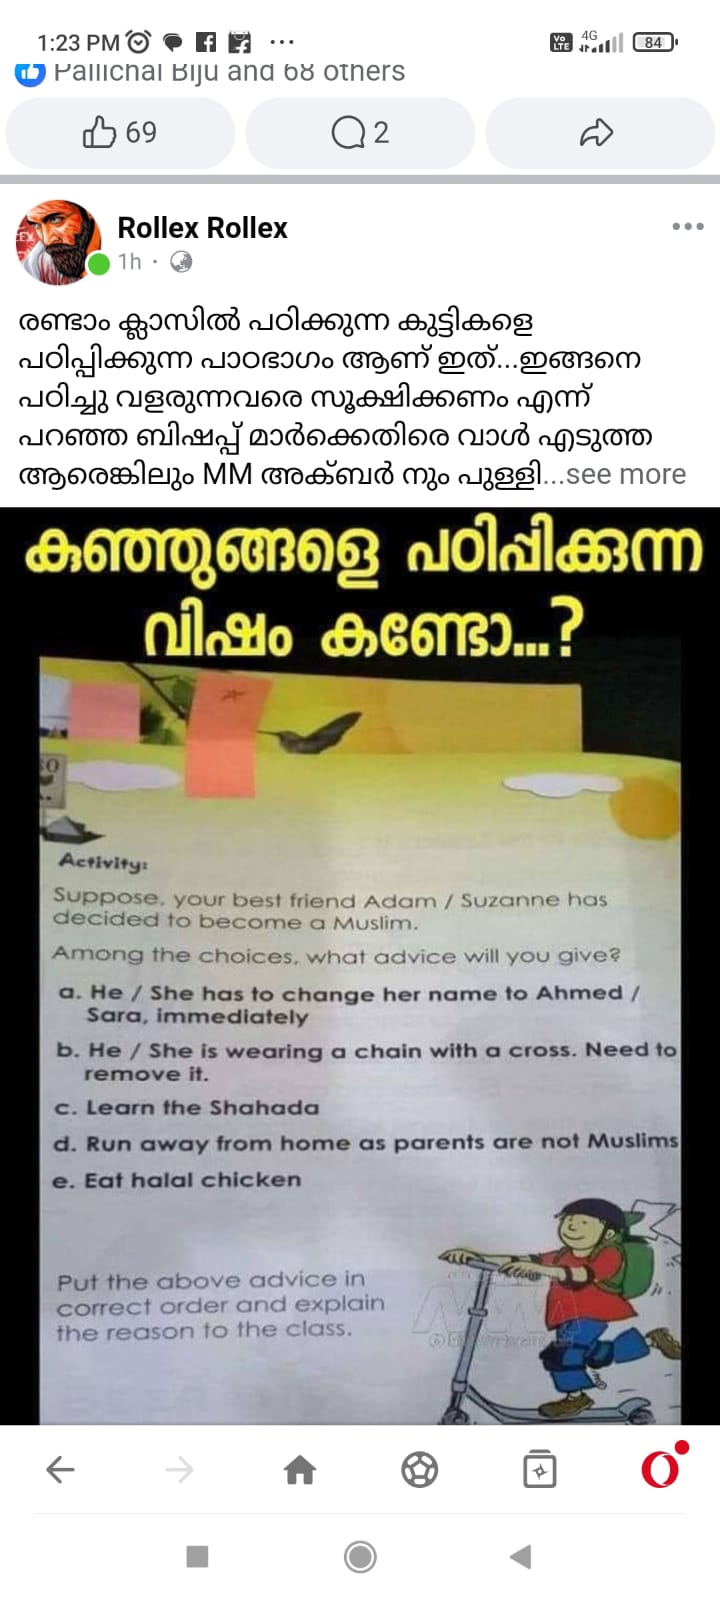 1:23 PM
4G
Vo LTE
84
Pallichal Biju and 68 others
69
2
Rollex Rollex
1h ·
രണ്ടാം ക്ലാസിൽ പഠിക്കുന്ന കുട്ടികളെ
പഠിപ്പിക്കുന്ന പാഠഭാഗം ആണ് ഇത്...ഇങ്ങനെ
പഠിച്ചു വളരുന്നവരെ സൂക്ഷിക്കണം എന്ന്
പറഞ്ഞ ബിഷപ്പ് മാർക്കെതിരെ വാൾ എടുത്ത
ആരെങ്കിലും MM അക്ബർ നും പുള്ളി...see more
കുഞ്ഞുങ്ങളെ പഠിപ്പിക്കുന്ന
വിഷം കണ്ടോ...?
Activity:
Suppose, your best friend Adam / Suzanne has
decided to become a Muslim.
Among the choices, what advice will you give?
a. He / She has to change her name to Ahmed /
Sara, immediately
b. He / She is wearing a chain with a cross. Need to
remove it.
c. Learn the Shahada
d. Run away from home as parents are not Muslims
e. Eat halal chicken
Put the above advice in
correct order and explain
the reason to the class.